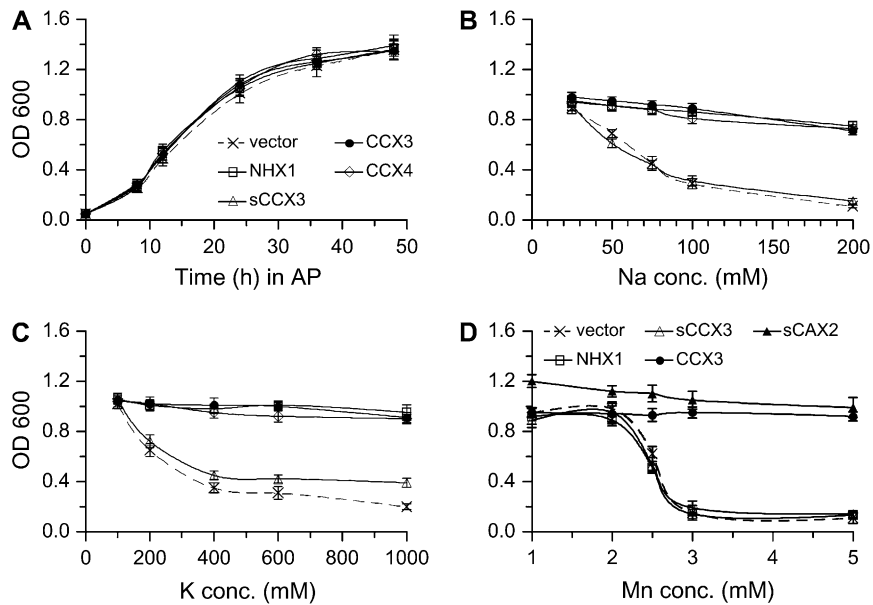 A
OD 600
1.6
1.2
0.8
0.4
0.0
vector
CCX3
NHX1
CCX4
sCCX3
0 10 20 30 40 50
Time (h) in AP
B
1.6
1.2
0.8
0.4
0.0
0 50 100 150 200
Na conc. (mM)
C
OD 600
1.6
1.2
0.8
0.4
0.0
0 200 400 600 800 1000
K conc. (mM)
D
1.6
1.2
0.8
0.4
0.0
vector sCCX3 sCAX2
NHX1 CCX3
1 2 3 4 5
Mn conc. (mM)